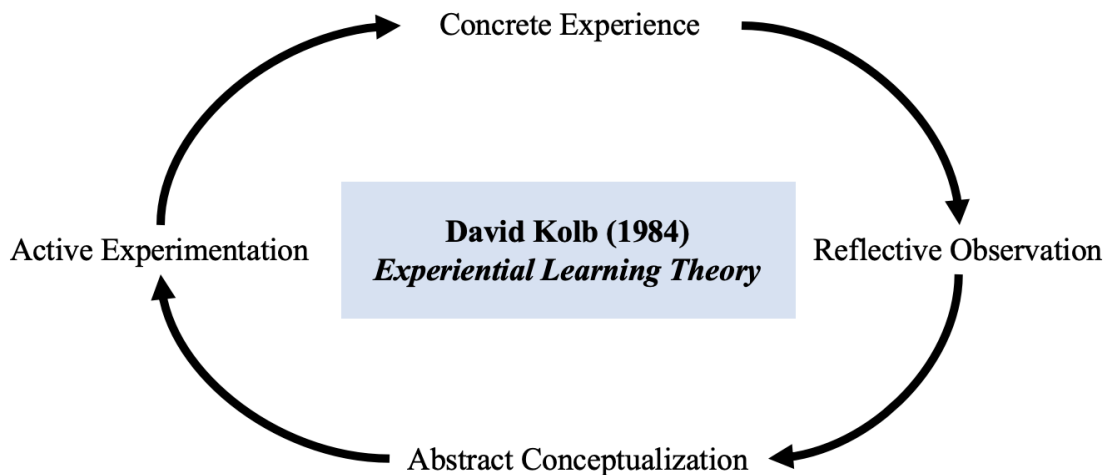 Concrete Experience
David Kolb (1984)
Experiential Learning Theory
Active Experimentation
Reflective Observation
Abstract Conceptualization